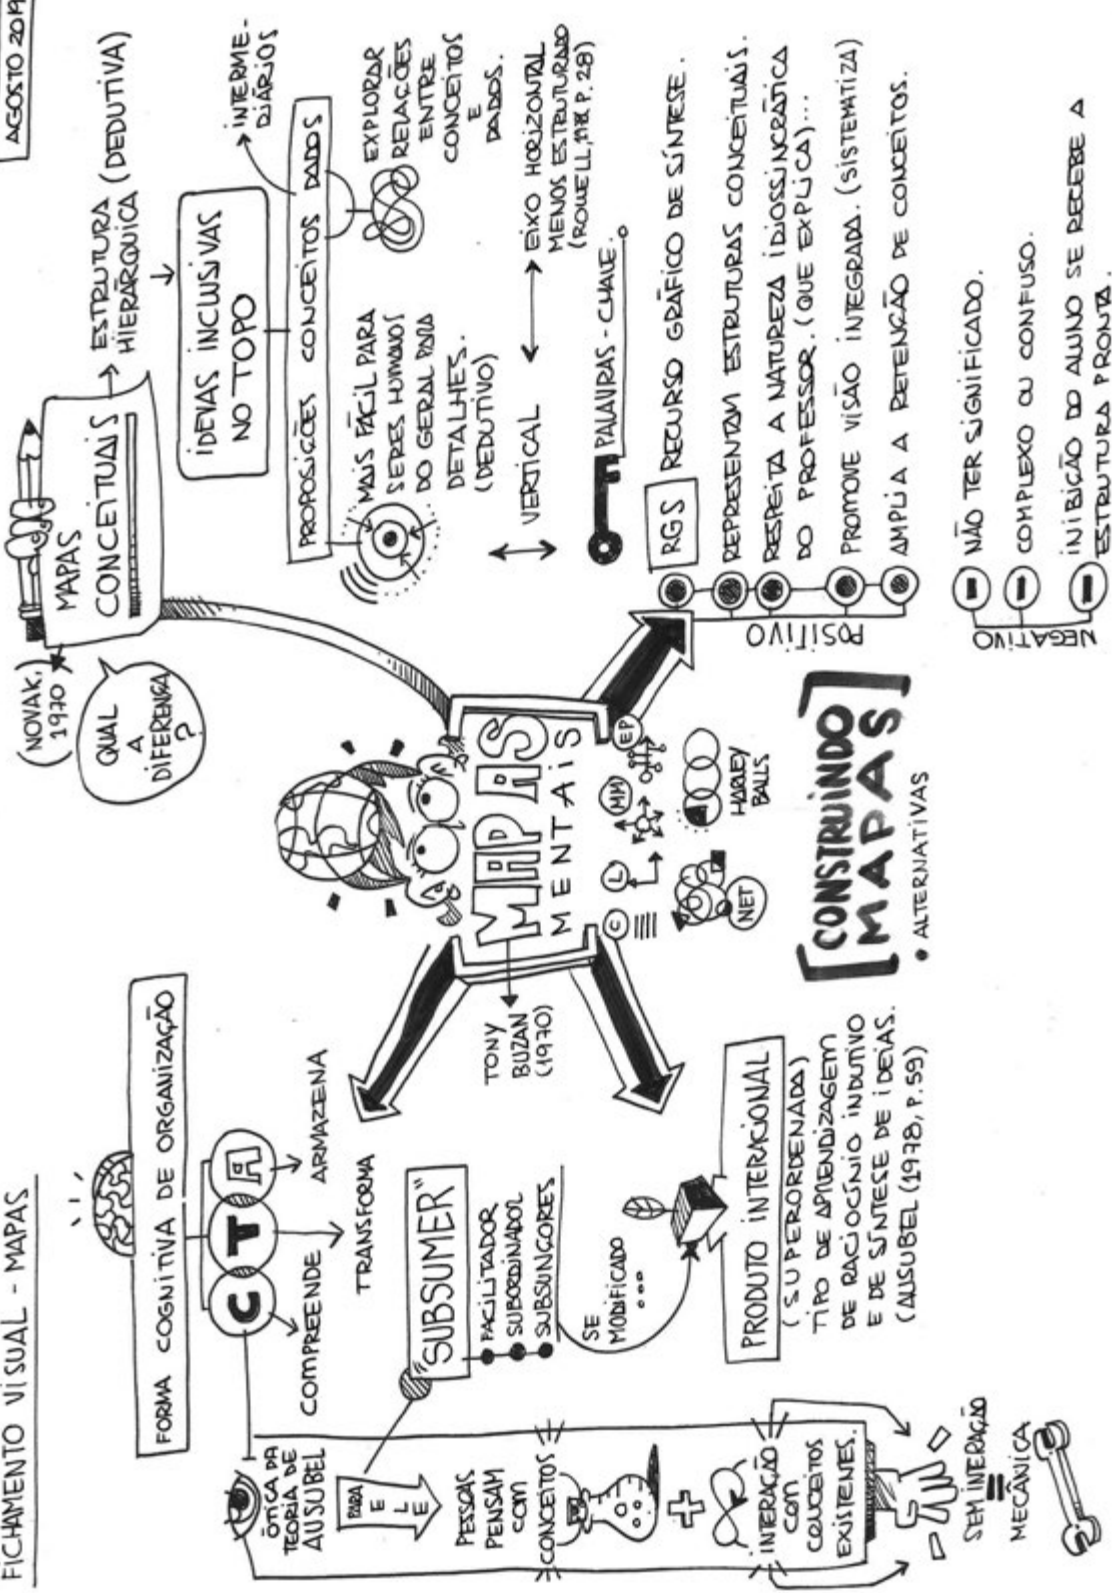 FICHAMENTO VISUAL - MAPAS
AGOSTO 2019
FORMA COGNITIVA DE ORGANIZAÇÃO
C T A
COMPREENDE
TRANSFORMA
ARMAZENA
ÓTICA DA
TEORIA DE
AUSUBEL
PARA
ELE
PESSOAS
PENSAM
COM
CONCEITOS
+
INTERAÇÃO
COM
CONCEITOS
EXISTENTES.
SEM INTERAÇÃO
=
MECÂNICA
"SUBSUMER"
FACILITADOR
SUBORDINADOR
SUBSUNÇORES
SE
MODIFICADO
...
PRODUTO INTERACIONAL
(SUPERORDENADA)
TIPO DE APRENDIZAGEM
DE RACIOCÍNIO INDUTIVO
E DE SÍNTESE DE IDEIAS.
(AUSUBEL (1978, P.59)
MAPAS
MENTAIS
TONY
BUZAN
(1970)
C
L
MM
EP
NET
HARLEY
BALLS
[CONSTRUINDO
MAPAS]
• ALTERNATIVAS
(NOVAK,
1970
QUAL
A
DIFERENÇA
?
MAPAS
CONCEITUAIS
ESTRUTURA
HIERÁRQUICA (DEDUTIVA)
IDEIAS INCLUSIVAS
NO TOPO
PROPOSIÇÕES CONCEITOS DADOS
INTERME-
DIÁRIOS
MAIS FÁCIL PARA
SERES HUMANOS
DO GERAL PARA
DETALHES.
(DEDUTIVO)
EXPLORAR
RELAÇÕES
ENTRE
CONCEITOS
E
DADOS.
VERTICAL
EIXO HORIZONTAL
MENOS ESTRUTURADO
PALAVRAS-CHAVE.
RGS RECURSO GRÁFICO DE SÍNTESE.
POSITIVO
REPRESENTAM ESTRUTURAS CONCEITUAIS.
RESPEITA A NATUREZA IDIOSSINCRÁTICA
DO PROFESSOR. (QUE EXPLICA)...
PROMOVE VISÃO INTEGRADA. (SISTEMATIZA)
AMPLIA A RETENÇÃO DE CONCEITOS.
NEGATIVO
NÃO TER SIGNIFICADO.
COMPLEXO OU CONFUSO.
INIBIÇÃO DO ALUNO SE RECEBE A
ESTRUTURA PRONTA.